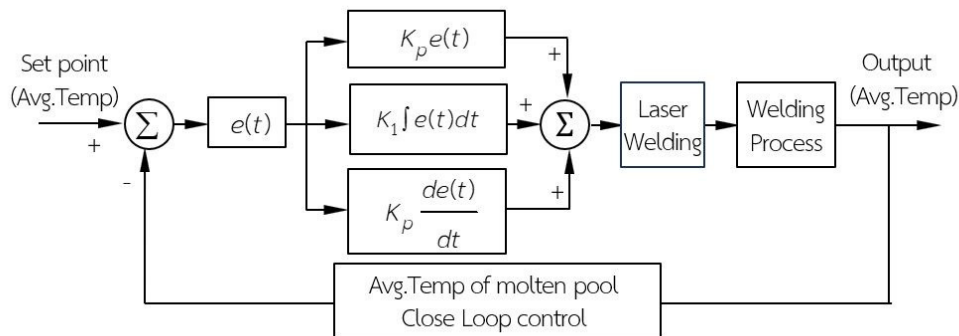 Set point
(Avg.Temp)
+
-
Σ
e(t)
K_p e(t)
K_1 ∫ e(t)dt
K_p de(t)/dt
+
+
+
Σ
Laser
Welding
Welding
Process
Output
(Avg.Temp)
Avg.Temp of molten pool
Close Loop control